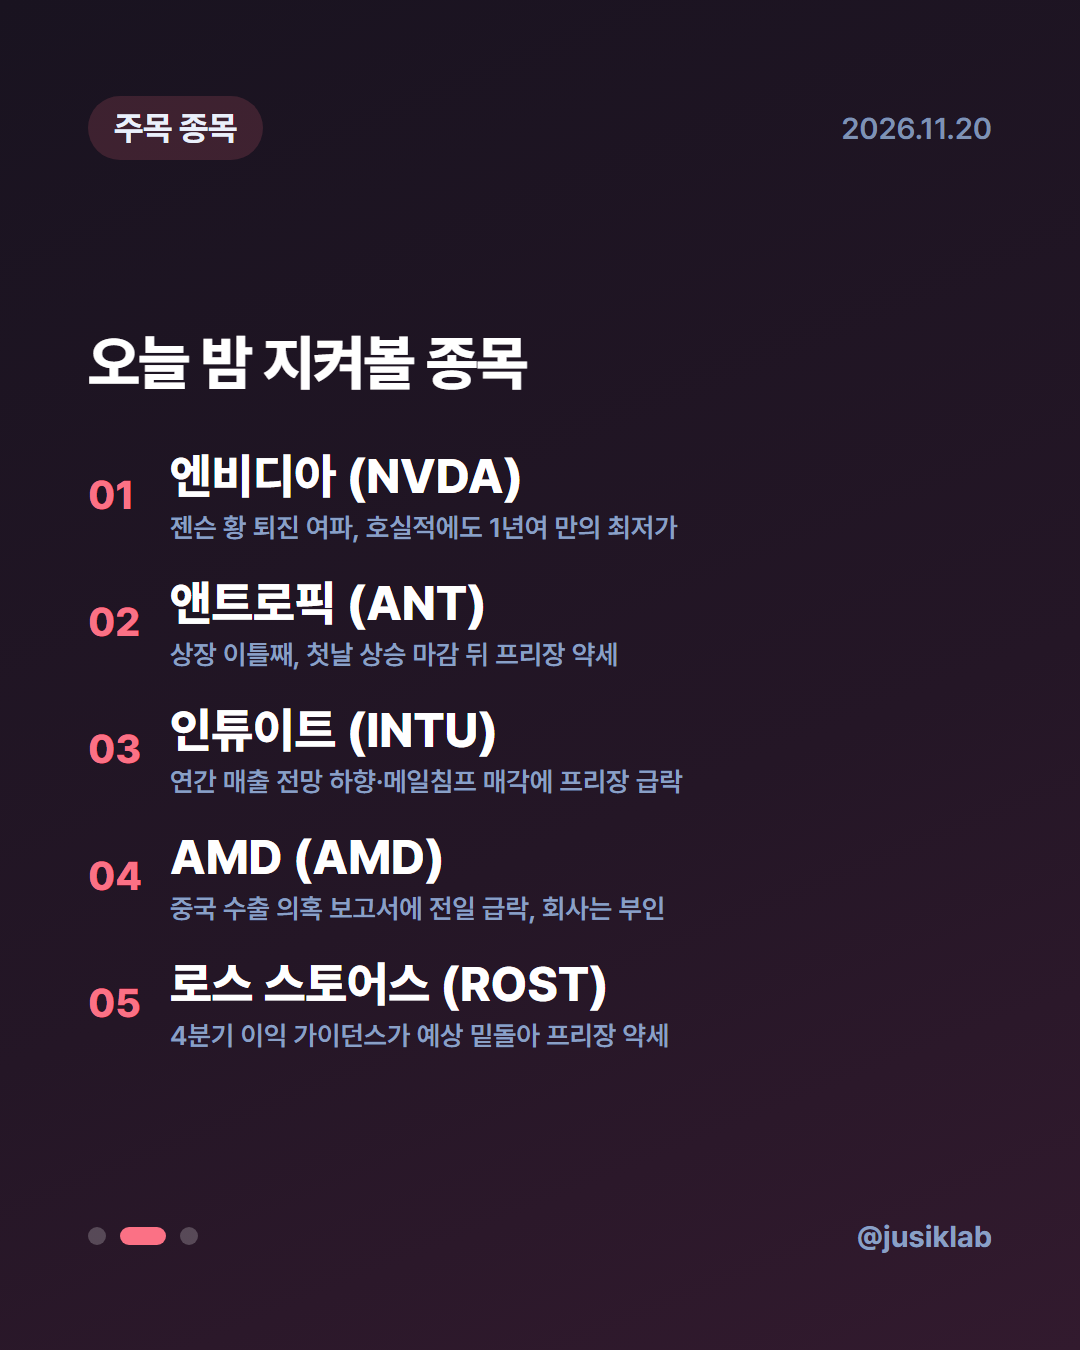 주목 종목
2026.11.20
오늘 밤 지켜볼 종목
01
엔비디아 (NVDA)
젠슨 황 퇴진 여파, 호실적에도 1년여 만의 최저가
02
앤트로픽 (ANT)
상장 이틀째, 첫날 상승 마감 뒤 프리장 약세
03
인튜이트 (INTU)
연간 매출 전망 하향·메일침프 매각에 프리장 급락
04
AMD (AMD)
중국 수출 의혹 보고서에 전일 급락, 회사는 부인
05
로스 스토어스 (ROST)
4분기 이익 가이던스가 예상 밑돌아 프리장 약세
@jusiklab